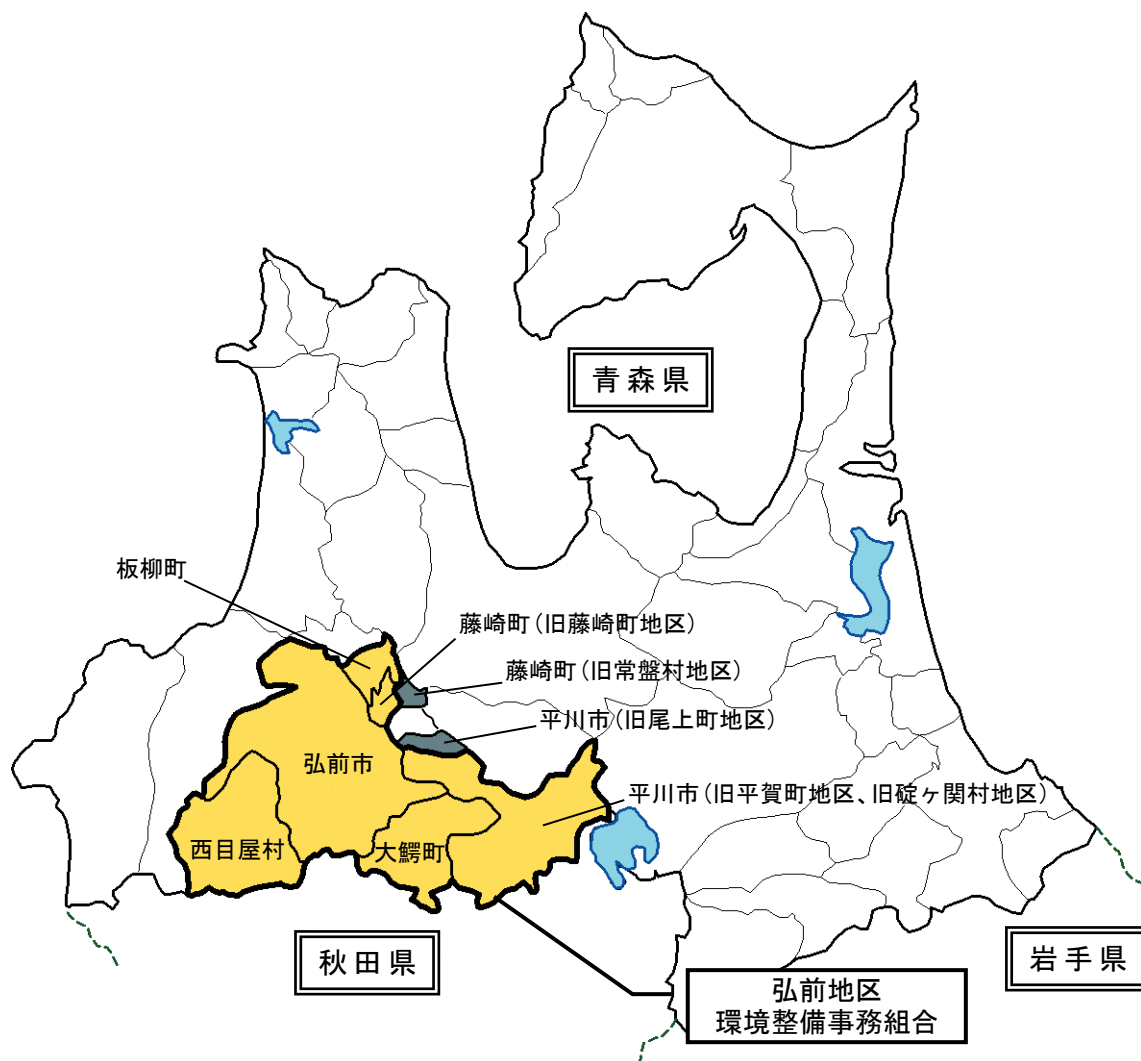 青森県
板柳町
藤崎町(旧藤崎町地区)
藤崎町(旧常盤村地区)
平川市(旧尾上町地区)
弘前市
平川市(旧平賀町地区、旧碇ヶ関村地区)
西目屋村
大鰐町
秋田県
岩手県
弘前地区
環境整備事務組合